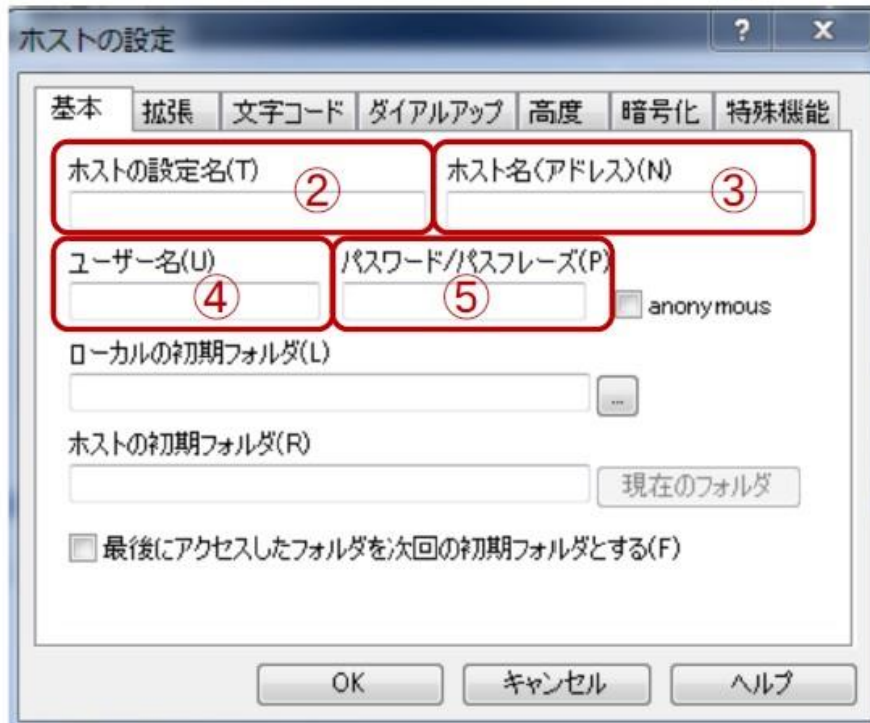 ホストの設定
? X
基本 拡張 文字コード ダイアルアップ 高度 暗号化 特殊機能
ホストの設定名(T) ② ホスト名(アドレス)(N) ③
ユーザー名(U) パスワード/パスフレーズ(P)
④ ⑤ anonymous
ローカルの初期フォルダ(L)
...
ホストの初期フォルダ(R)
現在のフォルダ
最後にアクセスしたフォルダを次回の初期フォルダとする(F)
OK キャンセル ヘルプ